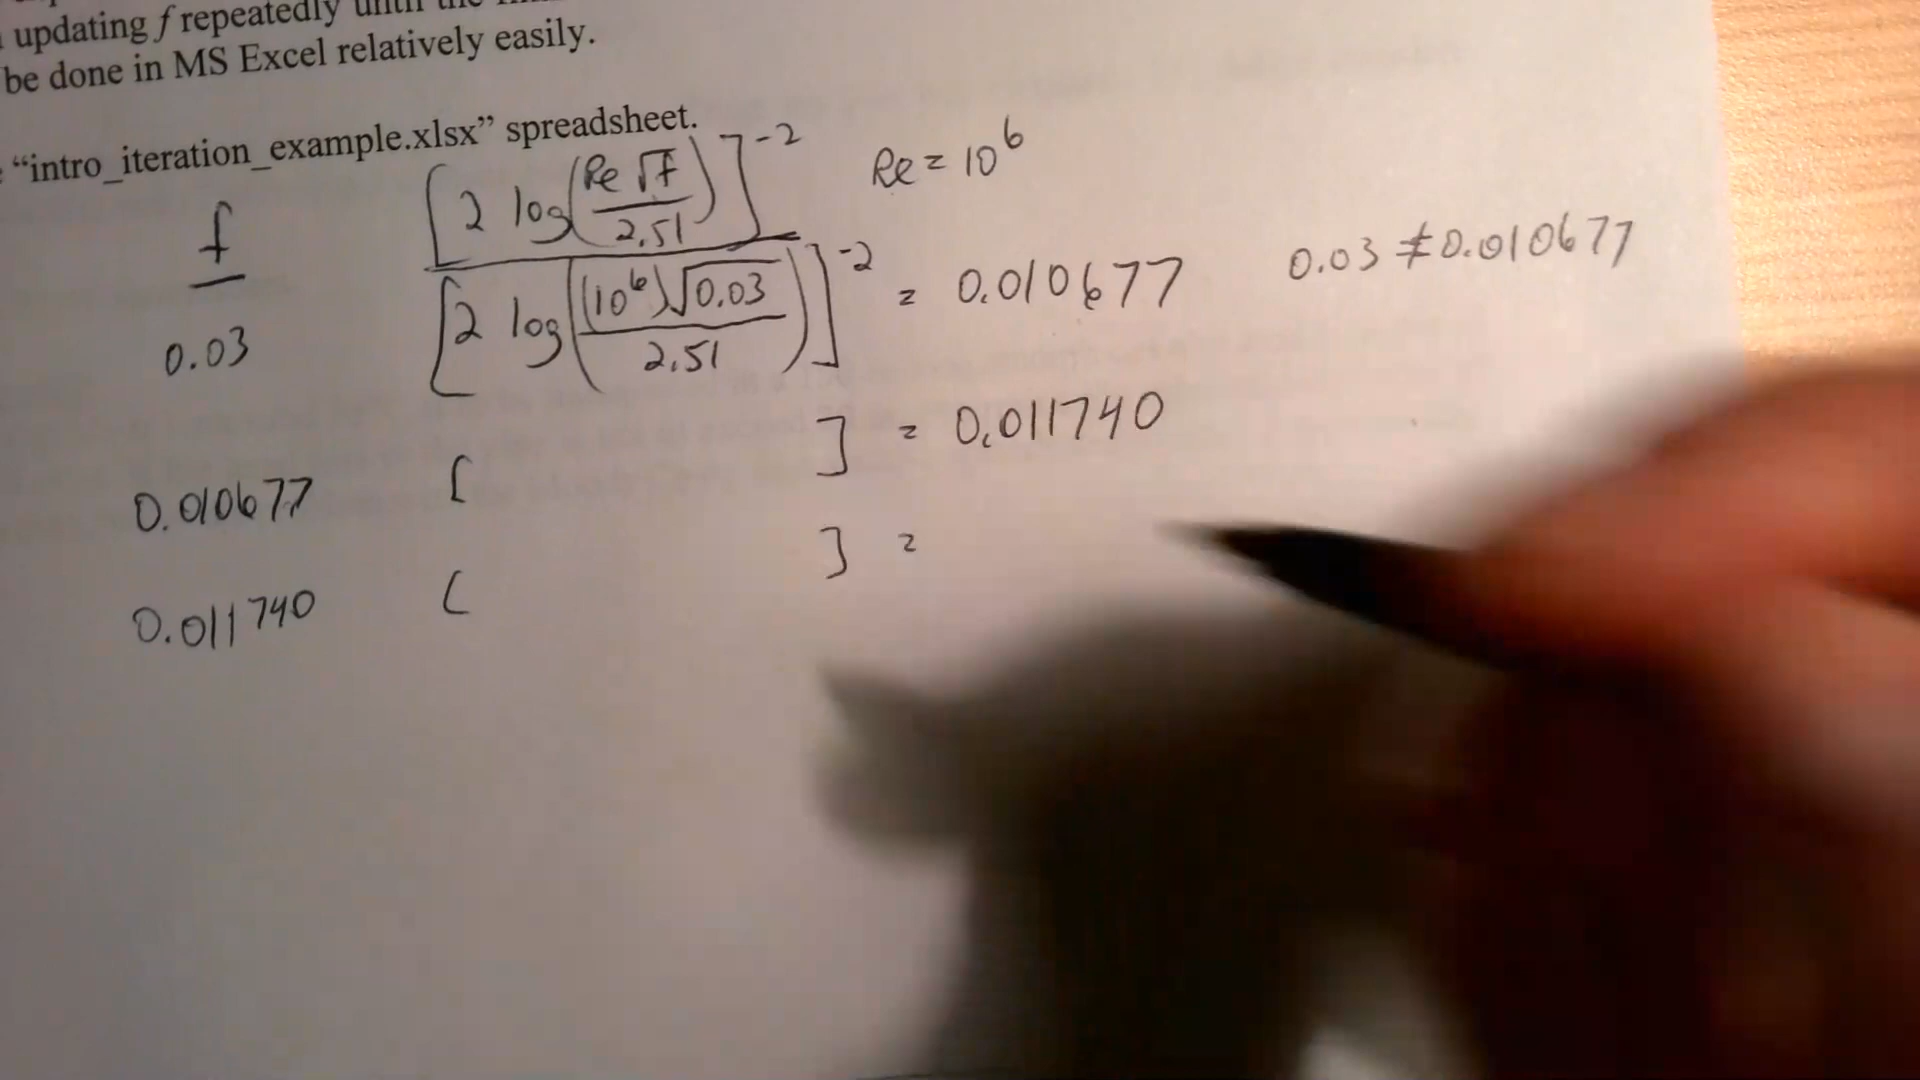 updating f repeatedly until the
be done in MS Excel relatively easily.
“intro_iteration_example.xlsx” spreadsheet.
f [2 log(Re √f / 2.51)]^-2 Re = 10^6
0.03 [2 log((10^6)√0.03 / 2.51)]^-2 = 0.010677 0.03 ≠ 0.010677
0.010677 [ ] = 0.011740
0.011740 [ ] =